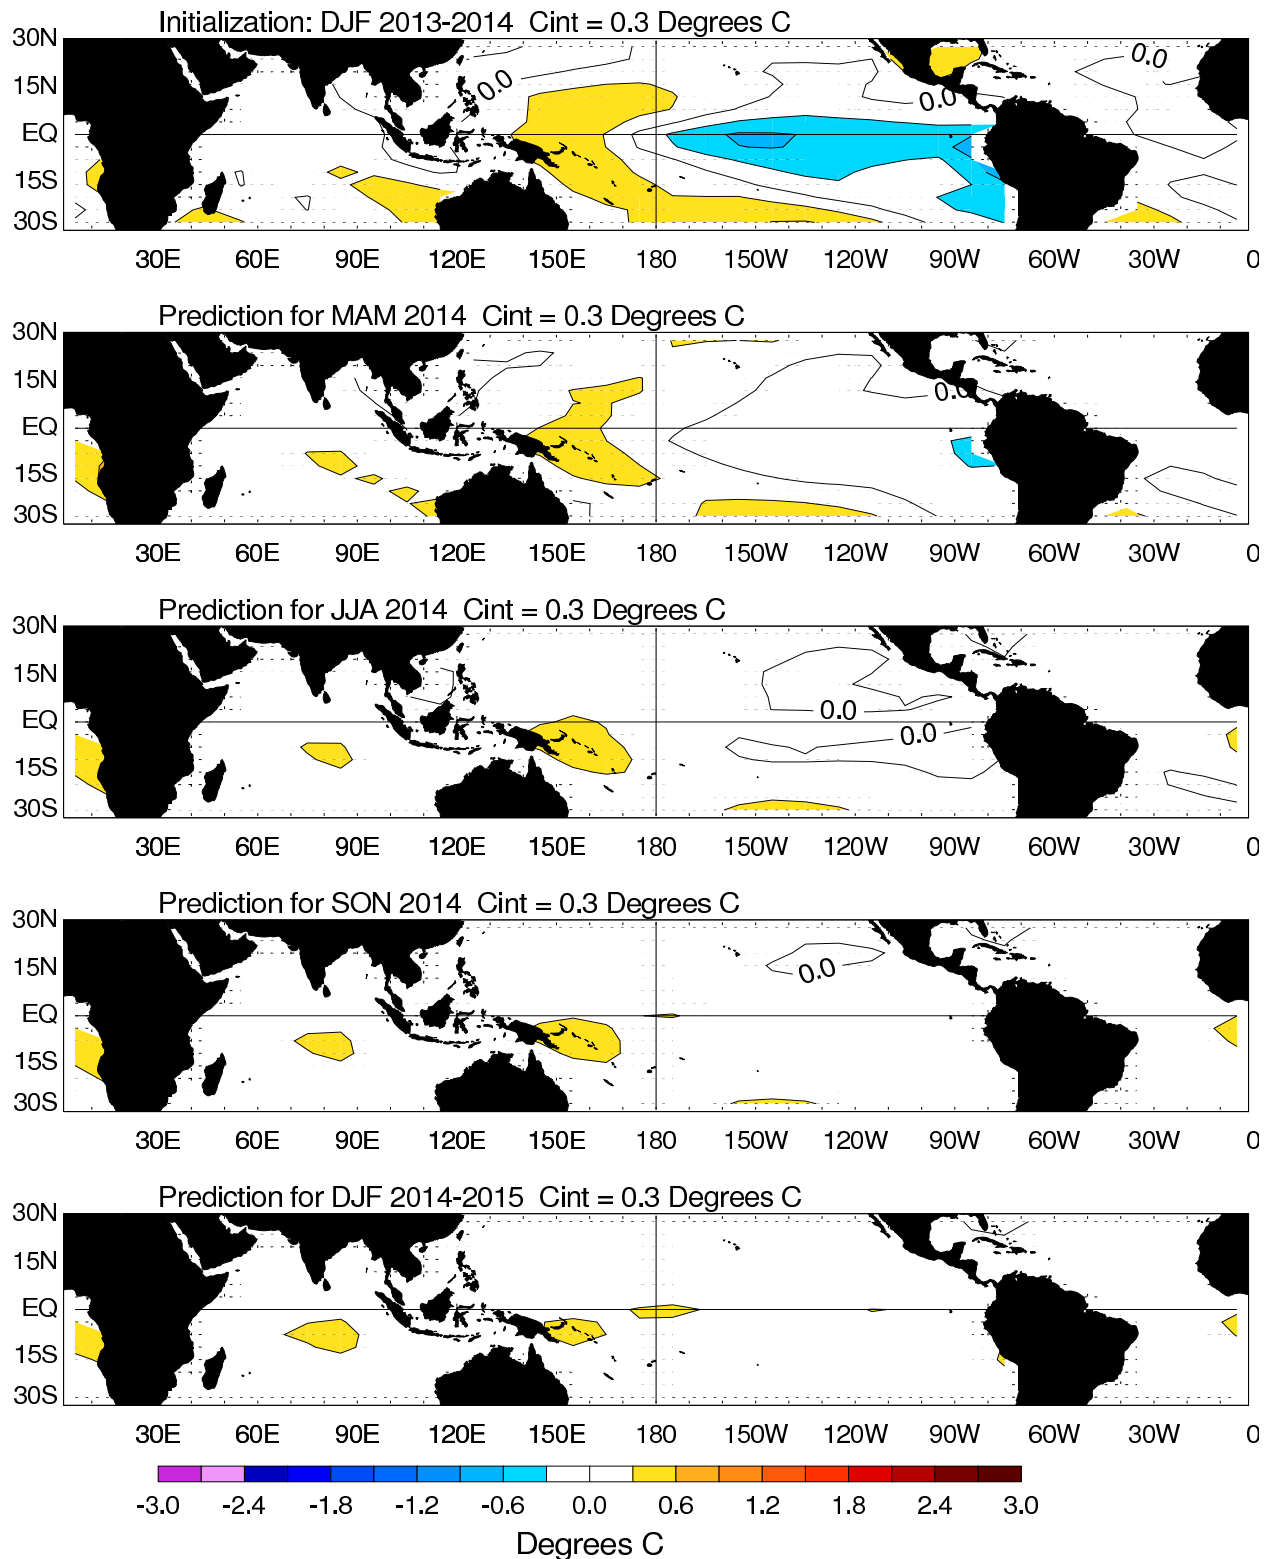 Initialization: DJF 2013-2014 Cint = 0.3 Degrees C
30N
15N
EQ
15S
30S
0.0
0.0
0.0
30E 60E 90E 120E 150E 180 150W 120W 90W 60W 30W 0
Prediction for MAM 2014 Cint = 0.3 Degrees C
30N
15N
EQ
15S
30S
0.0
30E 60E 90E 120E 150E 180 150W 120W 90W 60W 30W 0
Prediction for JJA 2014 Cint = 0.3 Degrees C
30N
15N
EQ
15S
30S
0.0
0.0
30E 60E 90E 120E 150E 180 150W 120W 90W 60W 30W 0
Prediction for SON 2014 Cint = 0.3 Degrees C
30N
15N
EQ
15S
30S
0.0
30E 60E 90E 120E 150E 180 150W 120W 90W 60W 30W 0
Prediction for DJF 2014-2015 Cint = 0.3 Degrees C
30N
15N
EQ
15S
30S
30E 60E 90E 120E 150E 180 150W 120W 90W 60W 30W 0
-3.0 -2.4 -1.8 -1.2 -0.6 0.0 0.6 1.2 1.8 2.4 3.0
Degrees C